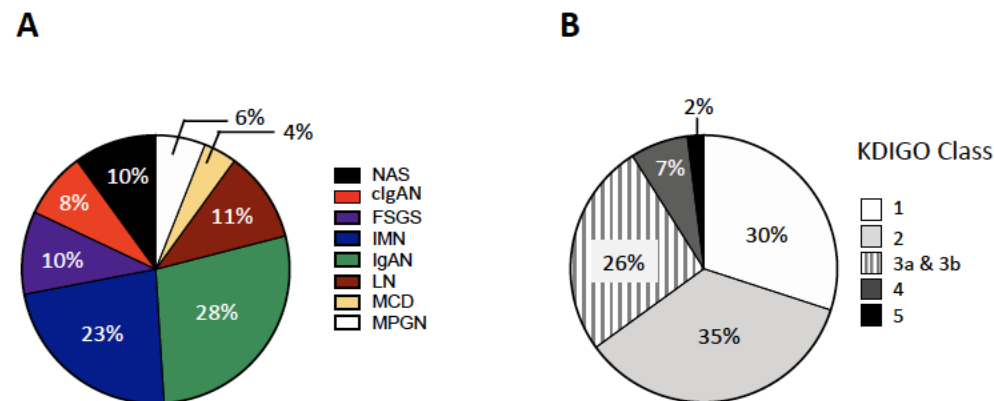 A
B
6%
4%
10%
8%
10%
23%
28%
11%
NAS
cIgAN
FSGS
IMN
IgAN
LN
MCD
MPGN
2%
7%
26%
30%
35%
KDIGO Class
1
2
3a & 3b
4
5